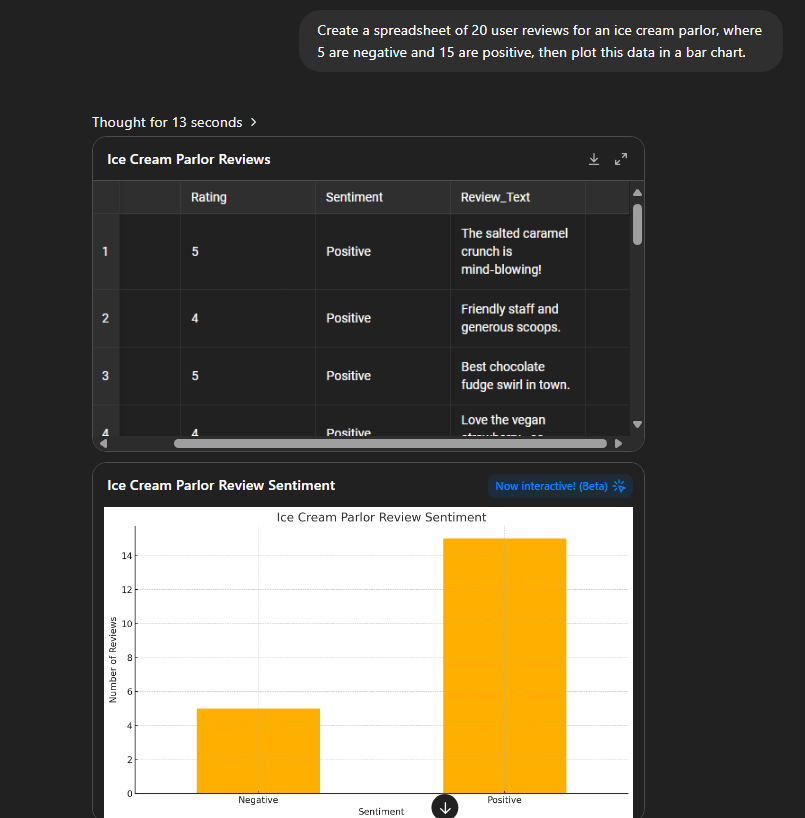 Create a spreadsheet of 20 user reviews for an ice cream parlor, where
5 are negative and 15 are positive, then plot this data in a bar chart.
Thought for 13 seconds
Ice Cream Parlor Reviews
Rating Sentiment Review_Text
The salted caramel
1 5 Positive crunch is
mind-blowing!
2 4 Positive Friendly staff and
generous scoops.
3 5 Positive Best chocolate
fudge swirl in town.
4 4 Positive Love the vegan
Ice Cream Parlor Review Sentiment
Now interactive! (Beta)
Ice Cream Parlor Review Sentiment
Number of Reviews
14
12
10
8
6
4
2
0
Negative Positive
Sentiment